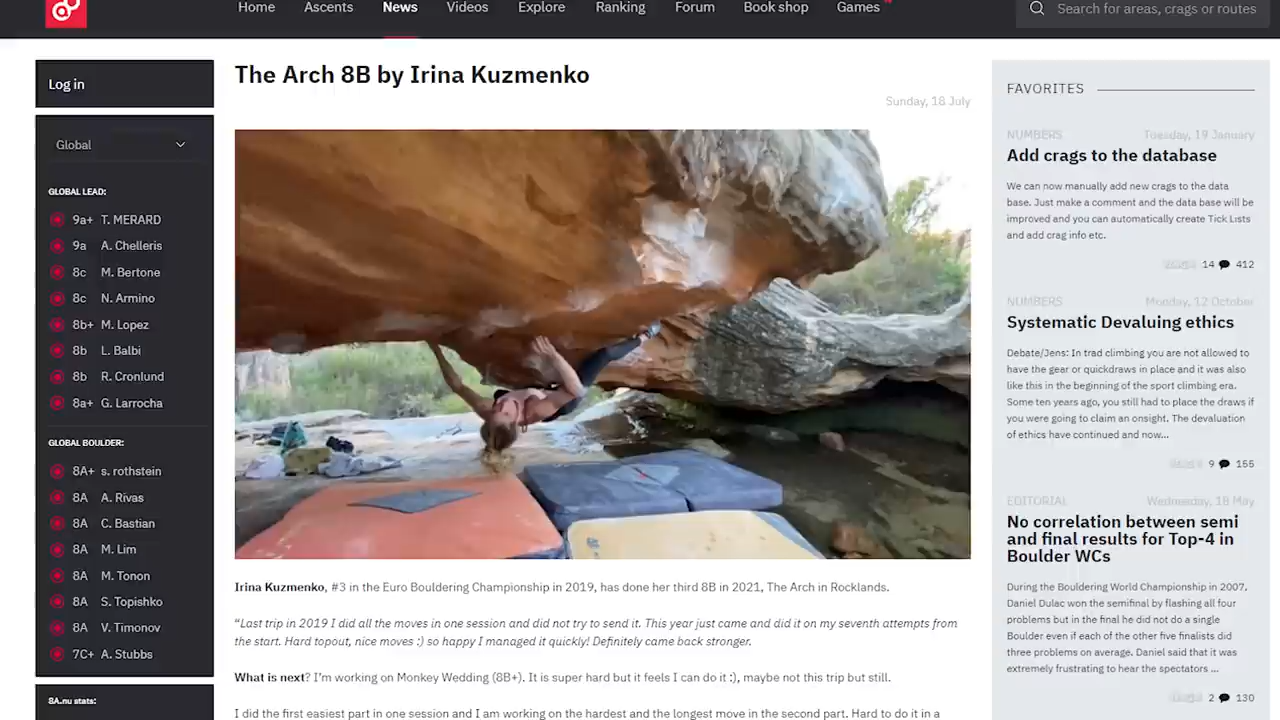 Home Ascents News Videos Explore Ranking Forum Book shop Games
Search for areas, crags or routes
Log in
Global
GLOBAL LEAD:
9a+ T. MERARD
9a A. Chelleris
8c M. Bertone
8c N. Armino
8b+ M. Lopez
8b L. Balbi
8b R. Cronlund
8a+ G. Larrocha
GLOBAL BOULDER:
8A+ s. rothstein
8A A. Rivas
8A C. Bastian
8A M. Lim
8A M. Tonon
8A S. Topishko
8A V. Timonov
7C+ A. Stubbs
8A.nu stats:
The Arch 8B by Irina Kuzmenko
Sunday, 18 July
Irina Kuzmenko, #3 in the Euro Bouldering Championship in 2019, has done her third 8B in 2021, The Arch in Rocklands.
“Last trip in 2019 I did all the moves in one session and did not try to send it. This year just came and did it on my seventh attempts from
the start. Hard topout, nice moves :) so happy I managed it quickly! Definitely came back stronger.
What is next? I’m working on Monkey Wedding (8B+). It is super hard but it feels I can do it :), maybe not this trip but still.
I did the first easiest part in one session and I am working on the hardest and the longest move in the second part. Hard to do it in a
FAVORITES
NUMBERS Tuesday, 19 January
Add crags to the database
We can now manually add new crags to the data
base. Just make a comment and the data base will be
improved and you can automatically create Tick Lists
and add crag info etc.
14 412
NUMBERS Monday, 12 October
Systematic Devaluing ethics
Debate/Jens: In trad climbing you are not allowed to
have the gear or quickdraws in place and it was also
like this in the beginning of the sport climbing era.
Some ten years ago, you still had to place the draws if
you were going to claim an onsight. The devaluation
of ethics have continued and now...
9 155
EDITORIAL Wednesday, 18 May
No correlation between semi
and final results for Top-4 in
Boulder WCs
During the Bouldering World Championship in 2007,
Daniel Dulac won the semifinal by flashing all four
problems but in the final he did not do a single
Boulder even if each of the other five finalists did
three problems on average. Daniel said that it was
extremely frustrating to hear the spectators ...
2 130